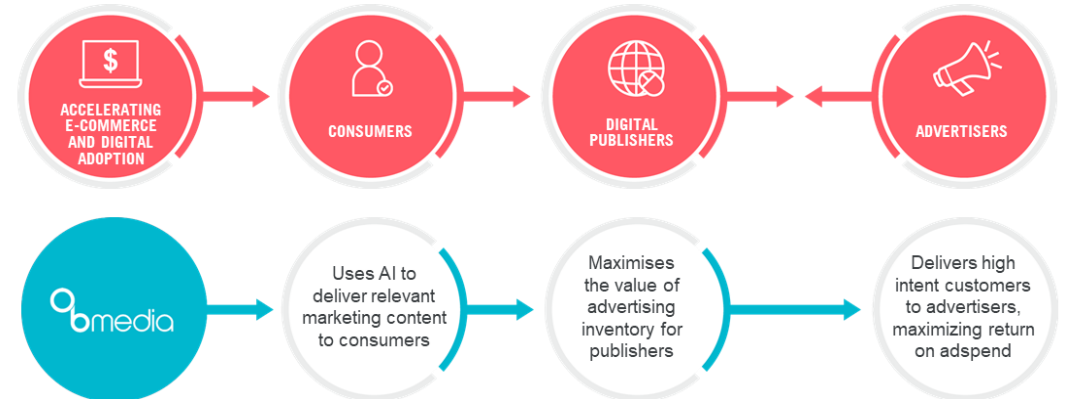 $
ACCELERATING
E-COMMERCE
AND DIGITAL
ADOPTION
CONSUMERS
DIGITAL
PUBLISHERS
ADVERTISERS
obmedia
Uses AI to
deliver relevant
marketing content
to consumers
Maximises
the value of
advertising
inventory for
publishers
Delivers high
intent customers
to advertisers,
maximizing return
on adspend